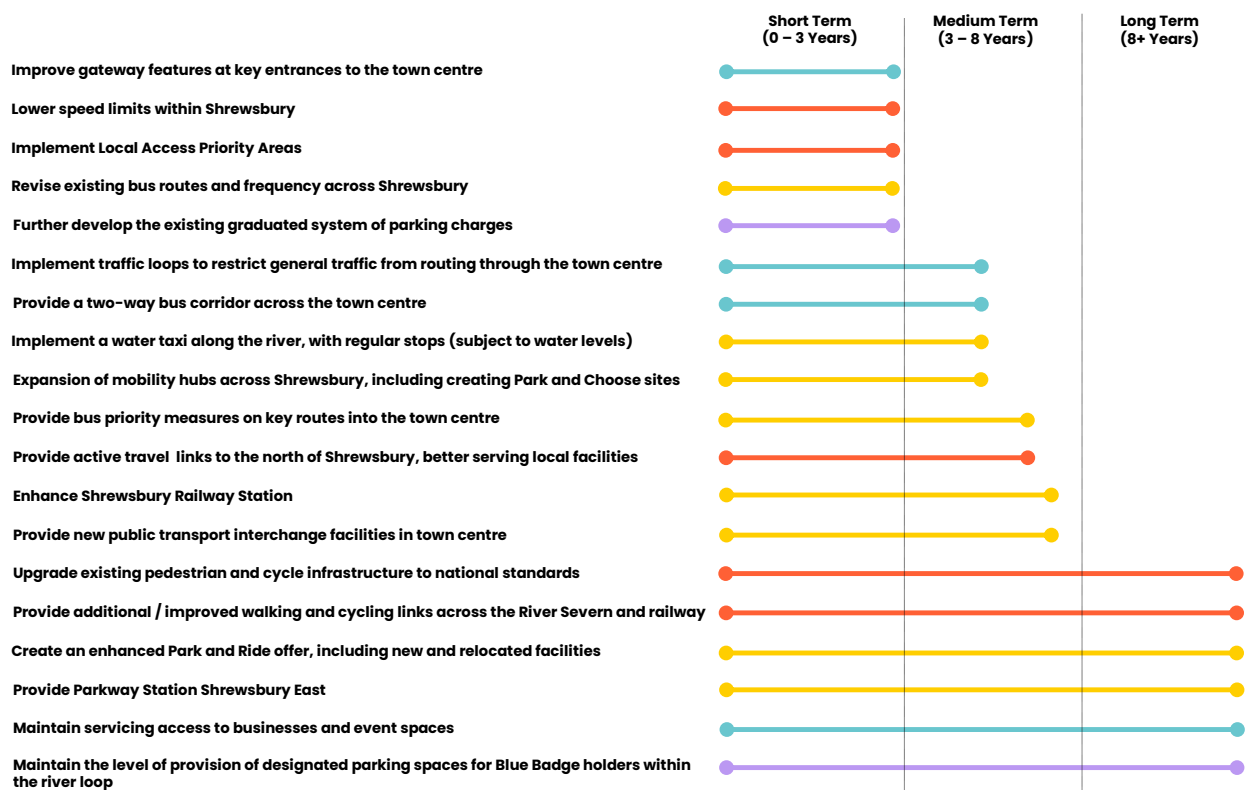 Short Term
(0 – 3 Years)
Medium Term
(3 – 8 Years)
Long Term
(8+ Years)
Improve gateway features at key entrances to the town centre
Lower speed limits within Shrewsbury
Implement Local Access Priority Areas
Revise existing bus routes and frequency across Shrewsbury
Further develop the existing graduated system of parking charges
Implement traffic loops to restrict general traffic from routing through the town centre
Provide a two-way bus corridor across the town centre
Implement a water taxi along the river, with regular stops (subject to water levels)
Expansion of mobility hubs across Shrewsbury, including creating Park and Choose sites
Provide bus priority measures on key routes into the town centre
Provide active travel  links to the north of Shrewsbury, better serving local facilities
Enhance Shrewsbury Railway Station
Provide new public transport interchange facilities in town centre
Upgrade existing pedestrian and cycle infrastructure to national standards
Provide additional / improved walking and cycling links across the River Severn and railway
Create an enhanced Park and Ride offer, including new and relocated facilities
Provide Parkway Station Shrewsbury East
Maintain servicing access to businesses and event spaces
Maintain the level of provision of designated parking spaces for Blue Badge holders within
the river loop